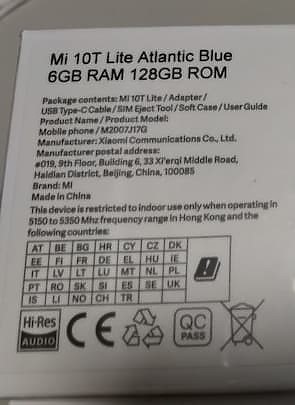 Mi 10T Lite Atlantic Blue
6GB RAM 128GB ROM
Package contents: Mi 10T Lite / Adapter /
USB Type-C Cable / SIM Eject Tool / Soft Case / User Guide
Product Name / Product Model:
Mobile phone / M2007J17G
Manufacturer: Xiaomi Communications Co., Ltd.
Manufacturer postal address:
#019, 9th Floor, Building 6, 33 Xi'erqi Middle Road,
Haidian District, Beijing, China, 100085
Brand: MI
Made in China
This device is restricted to indoor use only when operating in
5150 to 5350 Mhz frequency range in Hong Kong and the
following countries:
AT BE BG HR CY CZ DK
EE FI FR DE EL HU IE
IT LV LT LU MT NL PL
PT RO SK SI ES SE UK
IS LI NO CH TR
Hi-Res
AUDIO
CE
QC
PASS